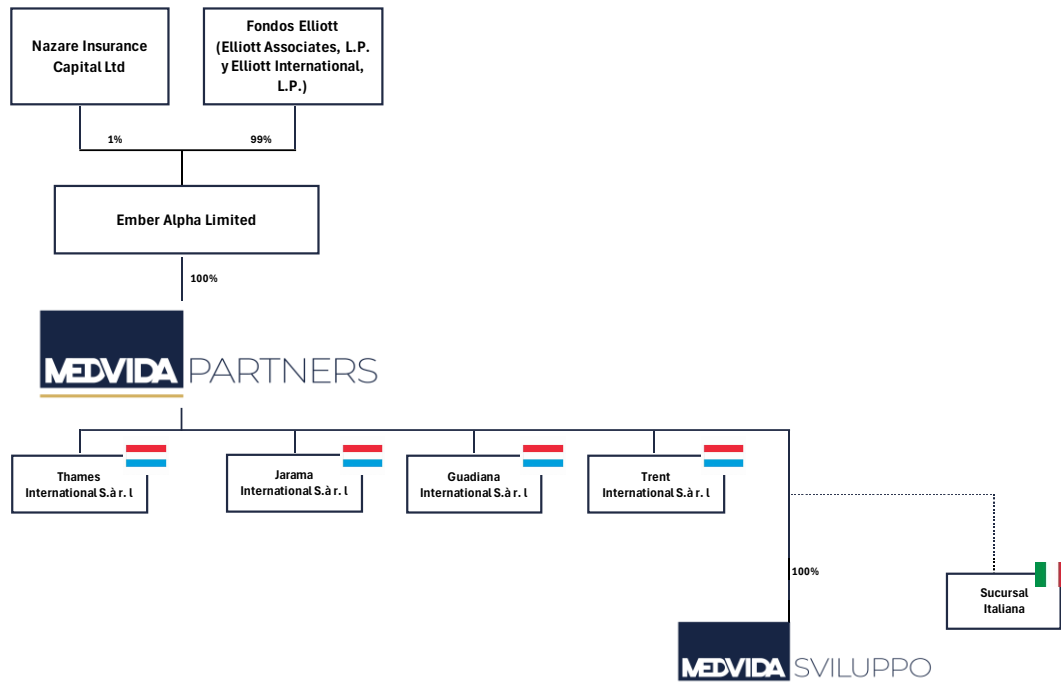 Nazare Insurance
Capital Ltd
Fondos Elliott
(Elliott Associates, L.P.
y Elliott International,
L.P.)
1%
99%
Ember Alpha Limited
100%
MEDVIDA PARTNERS
Thames
International S.à r. l
Jarama
International S.à r. l
Guadiana
International S.à r. l
Trent
International S.à r. l
100%
Sucursal
Italiana
MEDVIDA SVILUPPO